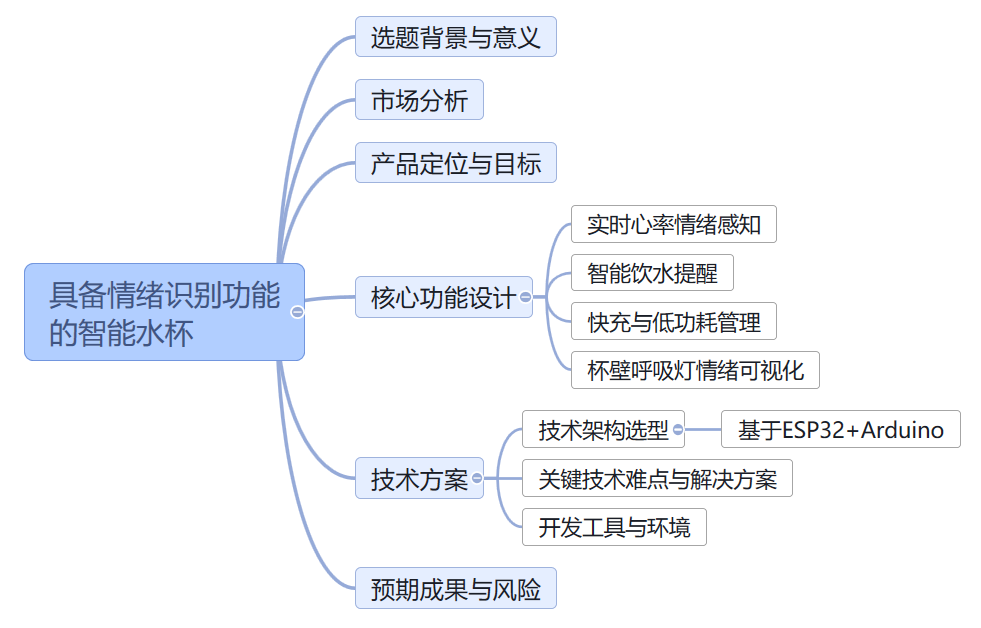 具备情绪识别功能
的智能水杯
选题背景与意义
市场分析
产品定位与目标
核心功能设计
实时心率情绪感知
智能饮水提醒
快充与低功耗管理
杯壁呼吸灯情绪可视化
技术方案
技术架构选型
基于ESP32+Arduino
关键技术难点与解决方案
开发工具与环境
预期成果与风险